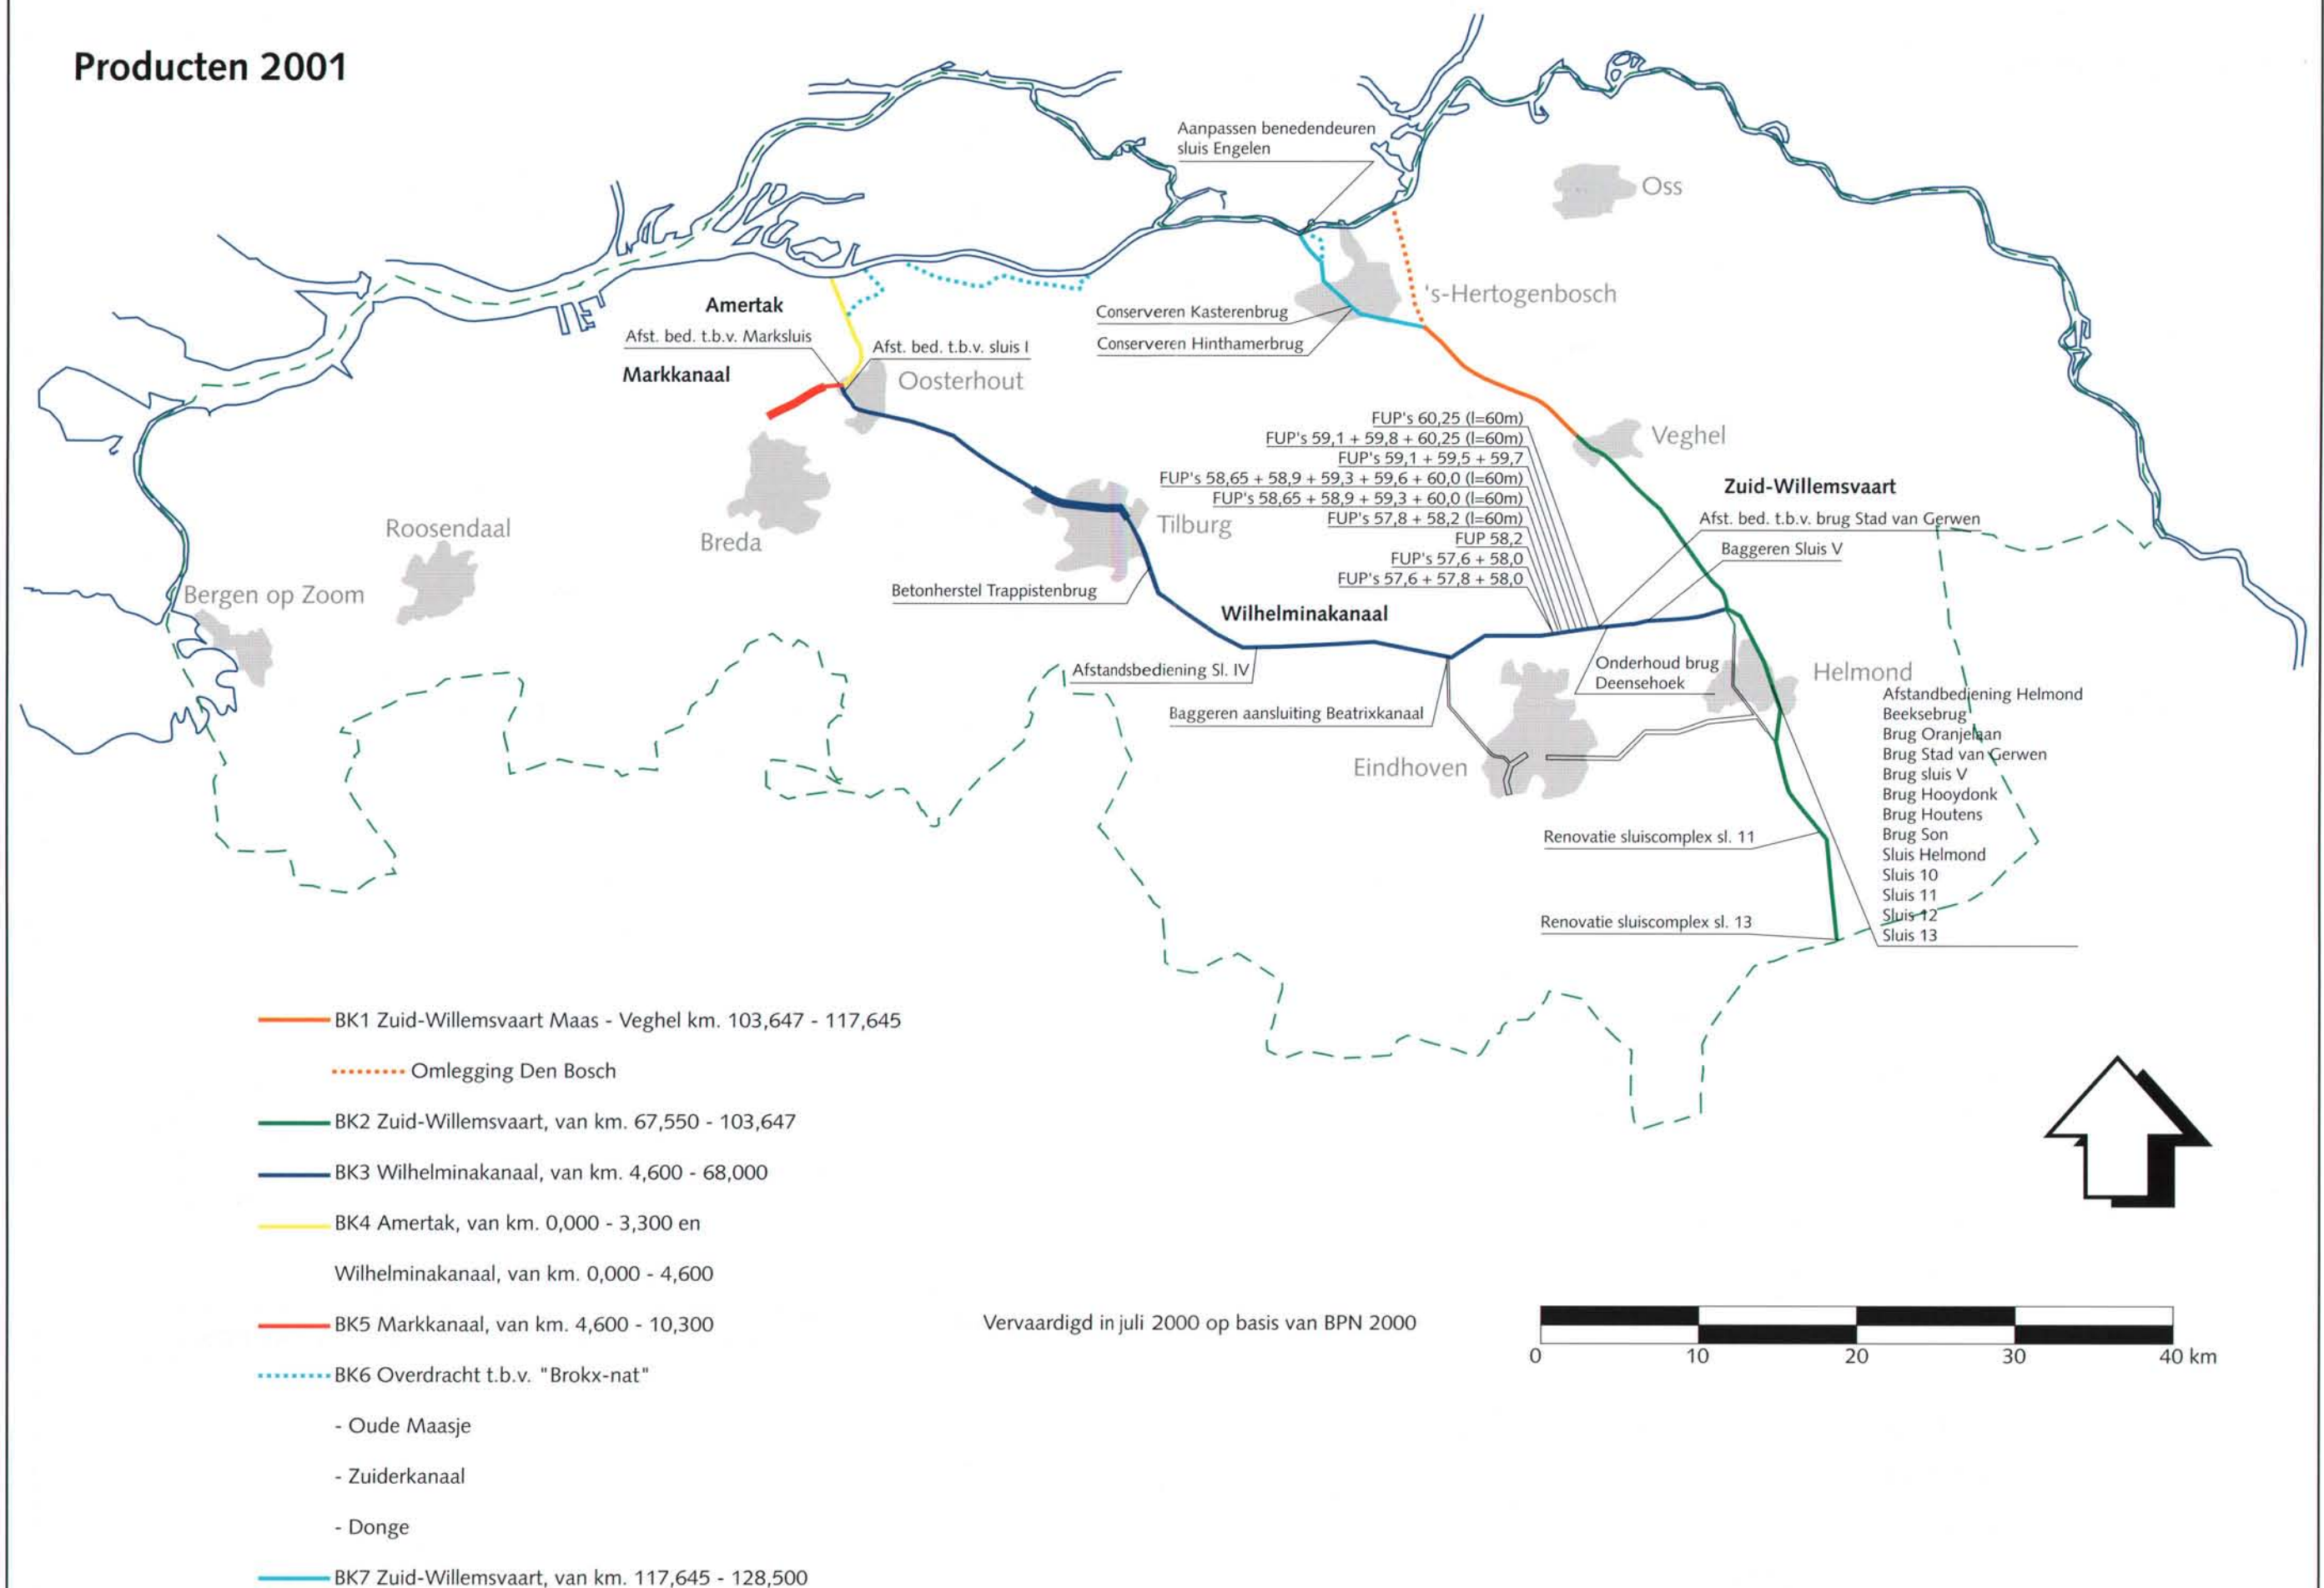 Producten 2001
Aanpassen benedendeuren
sluis Engelen
Oss
's-Hertogenbosch
Amertak
Afst. bed. t.b.v. Marksluis
Afst. bed. t.b.v. sluis I
Markkanaal
Oosterhout
Conserveren Kasterenbrug
Conserveren Hinthamerbrug
FUP's 60,25 (l=60m)
FUP's 59,1 + 59,8 + 60,25 (l=60m)
FUP's 59,1 + 59,5 + 59,7
FUP's 58,65 + 58,9 + 59,3 + 59,6 + 60,0 (l=60m)
FUP's 58,65 + 58,9 + 59,3 + 60,0 (l=60m)
FUP's 57,8 + 58,2 (l=60m)
FUP 58,2
FUP's 57,6 + 58,0
FUP's 57,6 + 57,8 + 58,0
Veghel
Zuid-Willemsvaart
Afst. bed. t.b.v. brug Stad van Gerwen
Baggeren Sluis V
Roosendaal
Breda
Tilburg
Bergen op Zoom
Betonherstel Trappistenbrug
Wilhelminakanaal
Afstandsbediening Sl. IV
Onderhoud brug
Deensehoek
Helmond
Baggeren aansluiting Beatrixkanaal
Eindhoven
Afstandbediening Helmond
Beeksebrug
Brug Oranjelaan
Brug Stad van Gerwen
Brug sluis V
Brug Hooydonk
Brug Houtens
Brug Son
Sluis Helmond
Sluis 10
Sluis 11
Sluis 12
Sluis 13
Renovatie sluiscomplex sl. 11
Renovatie sluiscomplex sl. 13
BK1 Zuid-Willemsvaart Maas - Veghel km. 103,647 - 117,645
Omlegging Den Bosch
BK2 Zuid-Willemsvaart, van km. 67,550 - 103,647
BK3 Wilhelminakanaal, van km. 4,600 - 68,000
BK4 Amertak, van km. 0,000 - 3,300 en
Wilhelminakanaal, van km. 0,000 - 4,600
BK5 Markkanaal, van km. 4,600 - 10,300
BK6 Overdracht t.b.v. "Brokx-nat"
- Oude Maasje
- Zuiderkanaal
- Donge
BK7 Zuid-Willemsvaart, van km. 117,645 - 128,500
Vervaardigd in juli 2000 op basis van BPN 2000
0 10 20 30 40 km